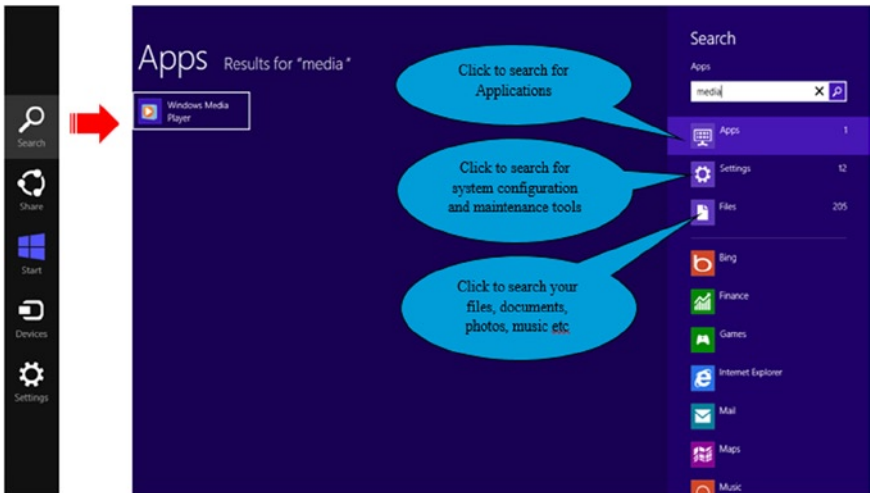 Search
Share
Start
Devices
Settings
Apps Results for "media"
Windows Media
Player
Click to search for
Applications
Click to search for
system configuration
and maintenance tools
Click to search your
files, documents,
photos, music etc
Search
Apps
media
Apps 1
Settings 12
Files 205
Bing
Finance
Games
Internet Explorer
Mail
Maps
Music